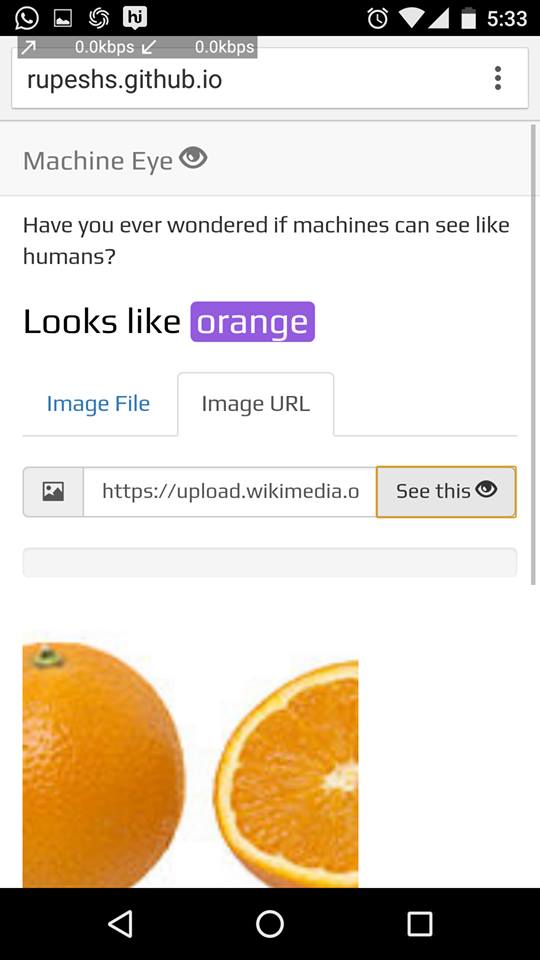 hi
5:33
0.0kbps 0.0kbps
rupeshs.github.io
Machine Eye
Have you ever wondered if machines can see like
humans?
Looks like orange
Image File
Image URL
https://upload.wikimedia.o
See this